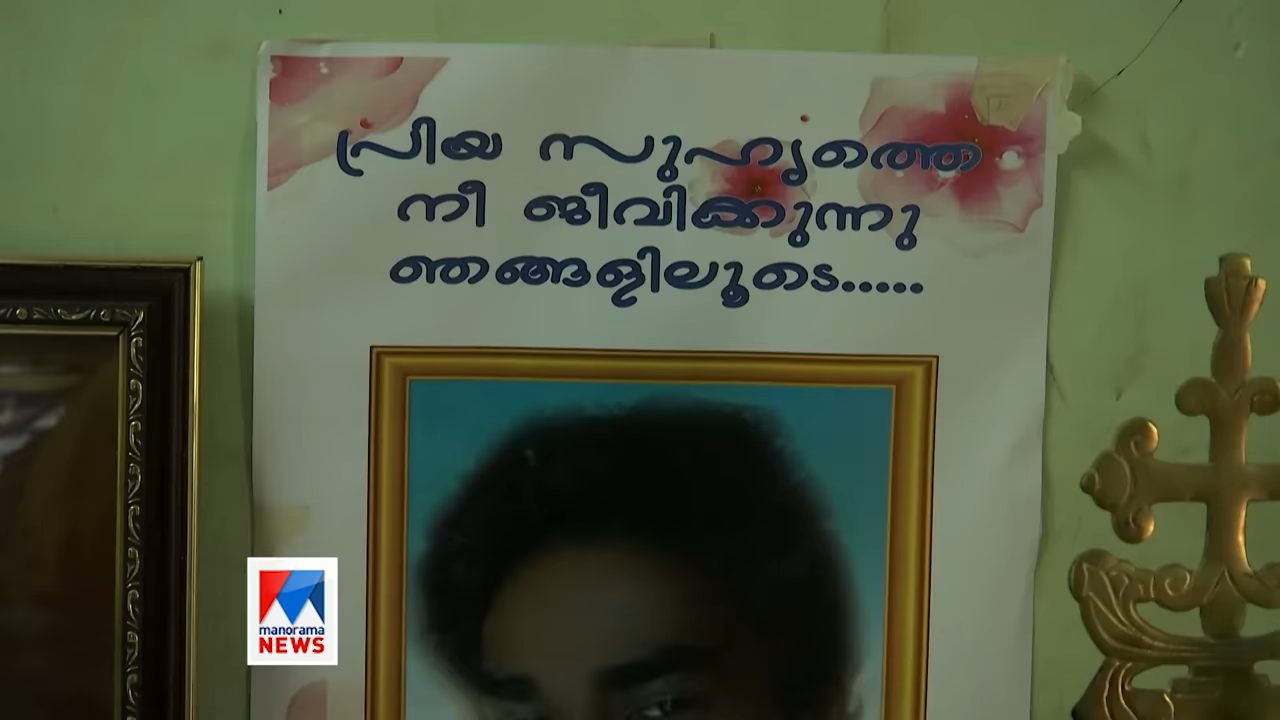 പ്രിയ സുഹൃത്തെ
നീ ജീവിക്കുന്നു
ഞങ്ങളിലൂടെ.....
manorama
NEWS